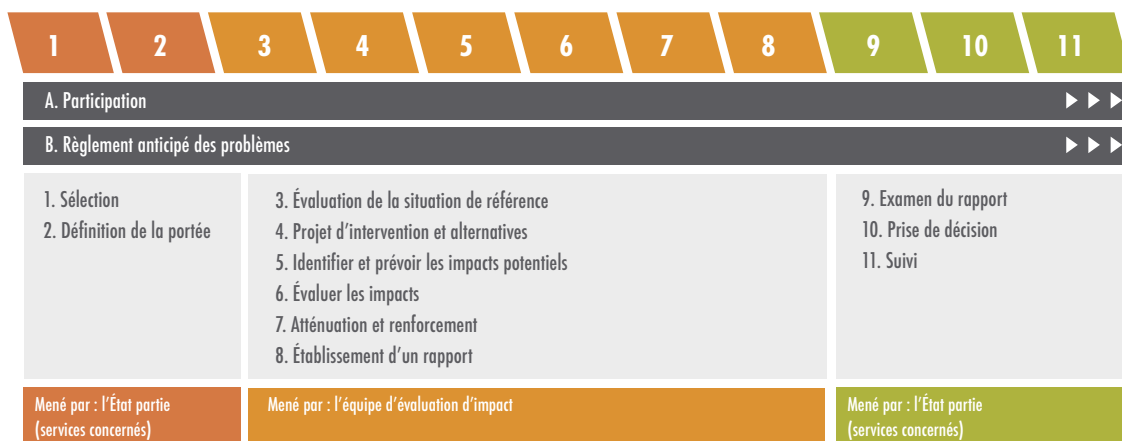 1 2 3 4 5 6 7 8 9 10 11
A. Participation
B. Règlement anticipé des problèmes
1. Sélection
2. Définition de la portée
3. Évaluation de la situation de référence
4. Projet d'intervention et alternatives
5. Identifier et prévoir les impacts potentiels
6. Évaluer les impacts
7. Atténuation et renforcement
8. Établissement d'un rapport
9. Examen du rapport
10. Prise de décision
11. Suivi
Mené par : l'État partie
(services concernés)
Mené par : l'équipe d'évaluation d'impact
Mené par : l'État partie
(services concernés)